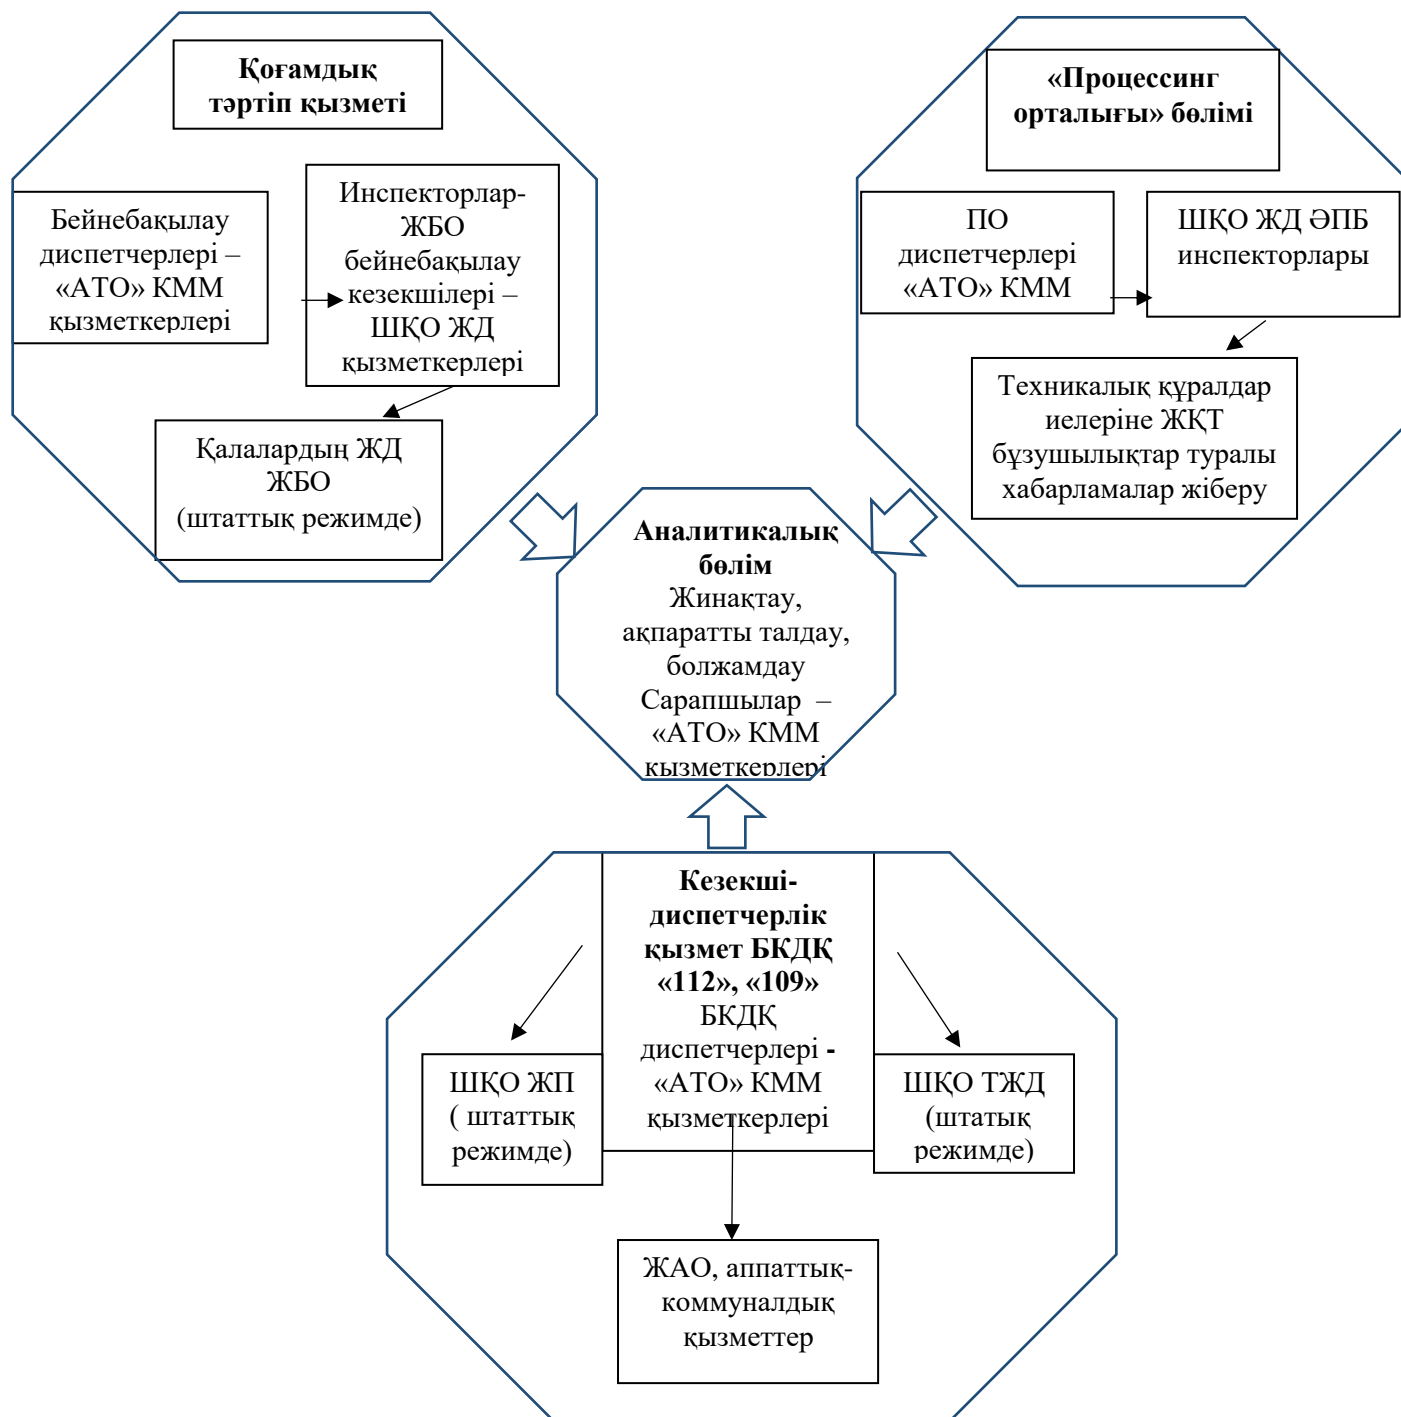 Қоғамдық
тәртіп қызметі
Бейнебақылау
диспетчерлері –
«АТО» КММ
қызметкерлері
Инспекторлар-
ЖБО
бейнебақылау
кезекшілері –
ШҚО ЖД
қызметкерлері
Қалалардың ЖД
ЖБО
(штаттық режимде)
«Процессинг
орталығы» бөлімі
ПО
диспетчерлері
«АТО» КММ
ШҚО ЖД ӘПБ
инспекторлары
Техникалық құралдар
иелеріне ЖҚТ
бұзушылықтар туралы
хабарламалар жіберу
Аналитикалық
бөлім
Жинақтау,
ақпаратты талдау,
болжамдау
Сарапшылар –
«АТО» КММ
қызметкерлері
Кезекші-
диспетчерлік
қызмет БКДҚ
«112», «109»
БКДҚ
диспетчерлері -
«АТО» КММ
қызметкерлері
ШҚО ЖП
( штаттық
режимде)
ШҚО ТЖД
(штатық
режимде)
ЖАО, аппаттық-
коммуналдық
қызметтер